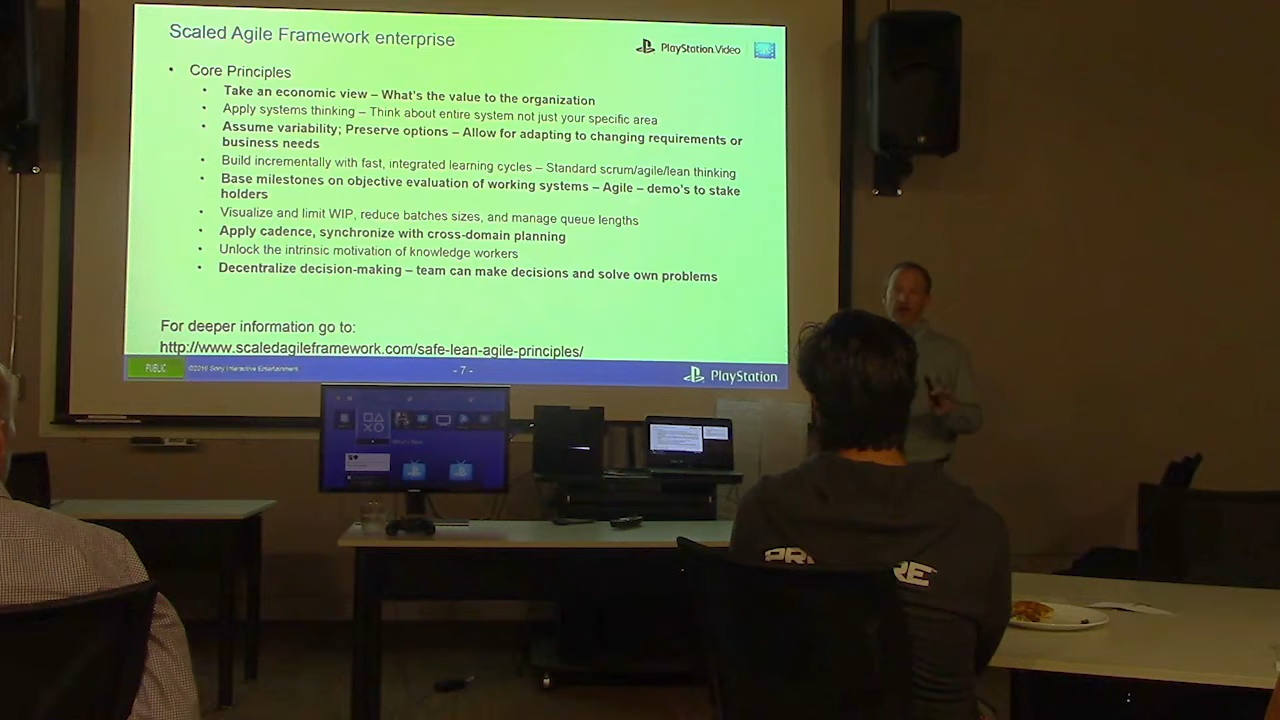 Scaled Agile Framework enterprise
PlayStation.Video
• Core Principles
• Take an economic view – What's the value to the organization
• Apply systems thinking – Think about entire system not just your specific area
• Assume variability; Preserve options – Allow for adapting to changing requirements or
business needs
• Build incrementally with fast, integrated learning cycles – Standard scrum/agile/lean thinking
• Base milestones on objective evaluation of working systems – Agile – demo's to stake
holders
• Visualize and limit WIP, reduce batches sizes, and manage queue lengths
• Apply cadence, synchronize with cross-domain planning
• Unlock the intrinsic motivation of knowledge workers
• Decentralize decision-making – team can make decisions and solve own problems
For deeper information go to:
http://www.scaledagileframework.com/safe-lean-agile-principles/
PUBLIC ©2016 Sony Interactive Entertainment - 7 - PlayStation.